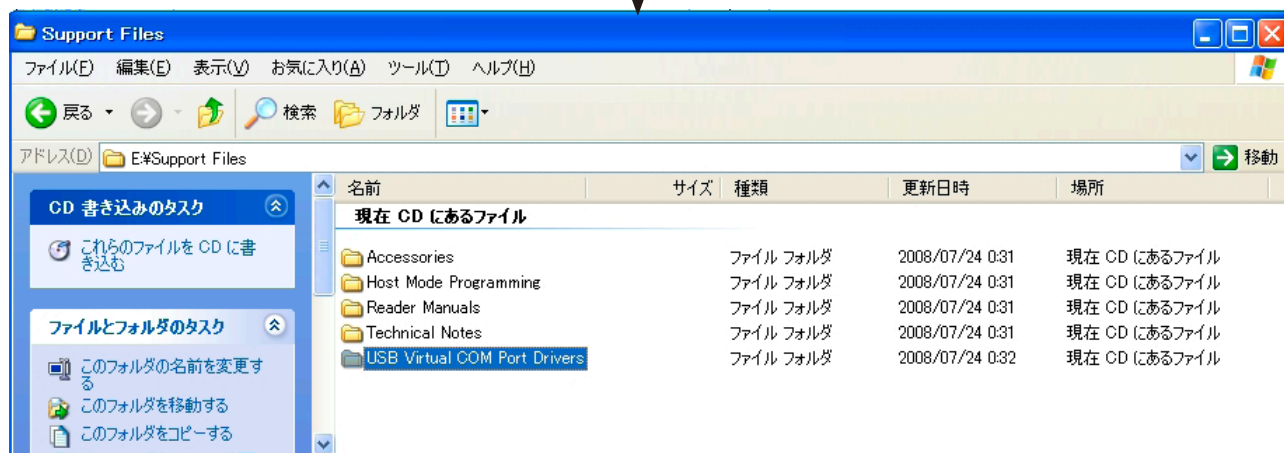 Support Files
ファイル(F) 編集(E) 表示(V) お気に入り(A) ツール(T) ヘルプ(H)
戻る 検索 フォルダ
アドレス(D) E:¥Support Files 移動
CD 書き込みのタスク
これらのファイルを CD に書
き込む
ファイルとフォルダのタスク
このフォルダの名前を変更す
る
このフォルダを移動する
このフォルダをコピーする
名前 サイズ 種類 更新日時 場所
現在 CD にあるファイル
Accessories ファイル フォルダ 2008/07/24 0:31 現在 CD にあるファイル
Host Mode Programming ファイル フォルダ 2008/07/24 0:31 現在 CD にあるファイル
Reader Manuals ファイル フォルダ 2008/07/24 0:31 現在 CD にあるファイル
Technical Notes ファイル フォルダ 2008/07/24 0:31 現在 CD にあるファイル
USB Virtual COM Port Drivers ファイル フォルダ 2008/07/24 0:32 現在 CD にあるファイル